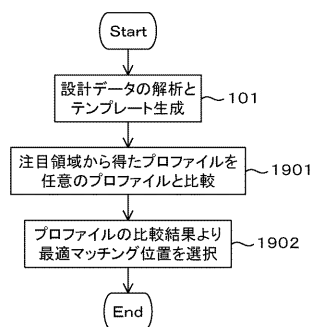 Start
設計データの解析と
テンプレート生成
101
注目領域から得たプロファイルを
任意のプロファイルと比較
1901
プロファイルの比較結果より
最適マッチング位置を選択
1902
End